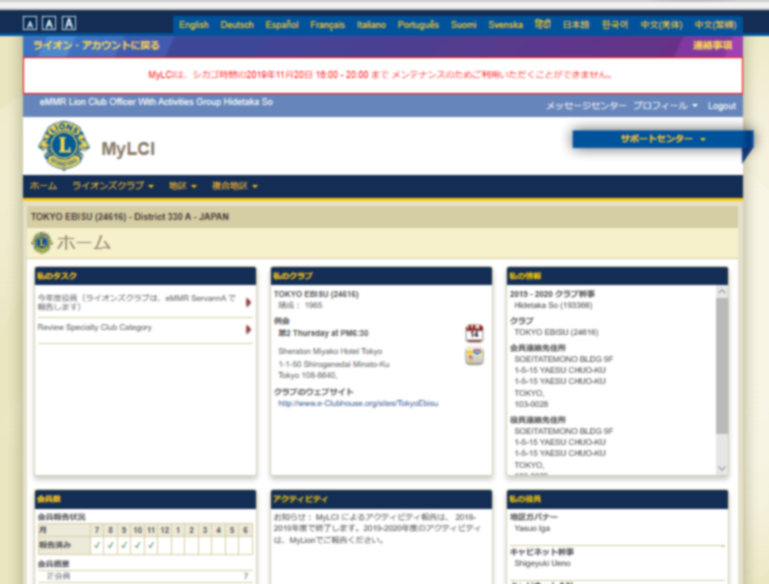 A A A
English Deutsch Español Français Italiano Português Suomi Svenska हिंदी 日本語 한국어 中文(简体) 中文(繁體)
ライオン・アカウントに戻る
連絡事項
MyLCIは、シカゴ時間の2019年11月20日 18:00 - 20:00 まで メンテナンスのためご利用いただくことができません。
eMMR Lion Club Officer With Activities Group Hidetaka So
メッセージセンター プロフィール Logout
MyLCI
サポートセンター
ホーム ライオンズクラブ 地区 複合地区
TOKYO EBISU (24616) - District 330 A - JAPAN
ホーム
私のタスク
今年度役員（ライオンズクラブは、eMMR ServannA で
報告します）
Review Specialty Club Category
私のクラブ
TOKYO EBISU (24616)
結成： 1965
例会
第2 Thursday at PM6:30
14
Sheraton Miyako Hotel Tokyo
1-1-50 Shiroganedai Minato-Ku
Tokyo 108-8640,
クラブのウェブサイト
http://www.e-Clubhouse.org/sites/TokyoEbisu
私の情報
2019 - 2020 クラブ幹事
Hidetaka So
クラブ
TOKYO EBISU (24616)
会員連絡先住所
SOEITATEMONO BLDG 9F
1-5-15 YAESU CHUO-KU
1-5-15 YAESU CHUO-KU
TOKYO,
103-0028
役員連絡先住所
SOEITATEMONO BLDG 9F
1-5-15 YAESU CHUO-KU
1-5-15 YAESU CHUO-KU
TOKYO,
会員数
会員報告状況
月 7 8 9 10 11 12 1 2 3 4 5 6
報告済み ✓ ✓ ✓ ✓ ✓
会員概要
正会員 7
アクティビティ
お知らせ： MyLCI によるアクティビティ報告は、 2018-
2019年度で終了します。2019-2020年度のアクティビティ
は、MyLionでご報告ください。
私の役員
地区ガバナー
Yasuo Iga
キャビネット幹事
Shigeyuki Ueno